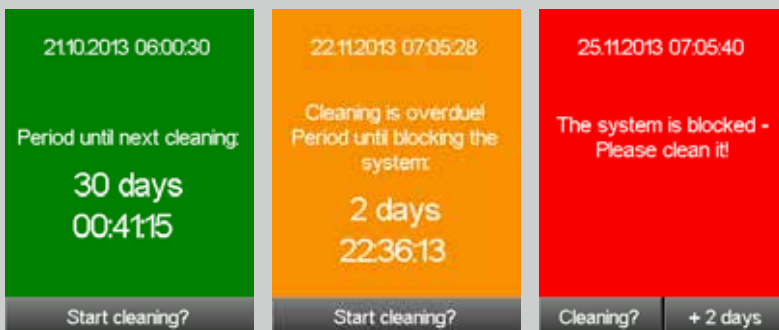 21.10.2013 06:00:30
Period until next cleaning:
30 days
00:41:15
Start cleaning?
22.11.2013 07:05:28
Cleaning is overdue!
Period until blocking the
system:
2 days
22:36:13
Start cleaning?
25.11.2013 07:05:40
The system is blocked -
Please clean it!
Cleaning?
+ 2 days